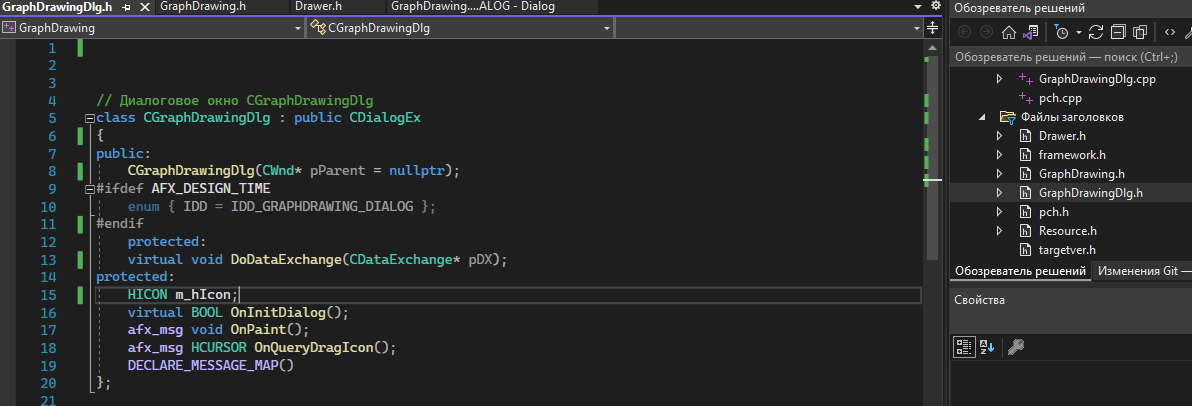 GraphDrawingDlg.h
GraphDrawing.h
Drawer.h
GraphDrawing....ALOG - Dialog
GraphDrawing
CGraphDrawingDlg
1
2
3
4 // Диалоговое окно CGraphDrawingDlg
5 class CGraphDrawingDlg : public CDialogEx
6 {
7 public:
8 CGraphDrawingDlg(CWnd* pParent = nullptr);
9 #ifdef AFX_DESIGN_TIME
10 enum { IDD = IDD_GRAPHDRAWING_DIALOG };
11 #endif
12 protected:
13 virtual void DoDataExchange(CDataExchange* pDX);
14 protected:
15 HICON m_hIcon;
16 virtual BOOL OnInitDialog();
17 afx_msg void OnPaint();
18 afx_msg HCURSOR OnQueryDragIcon();
19 DECLARE_MESSAGE_MAP()
20 };
21
Обозреватель решений
Обозреватель решений — поиск (Ctrl+;)
GraphDrawingDlg.cpp
pch.cpp
Файлы заголовков
Drawer.h
framework.h
GraphDrawing.h
GraphDrawingDlg.h
pch.h
Resource.h
targetver.h
Обозреватель решений
Изменения Git —
Свойства